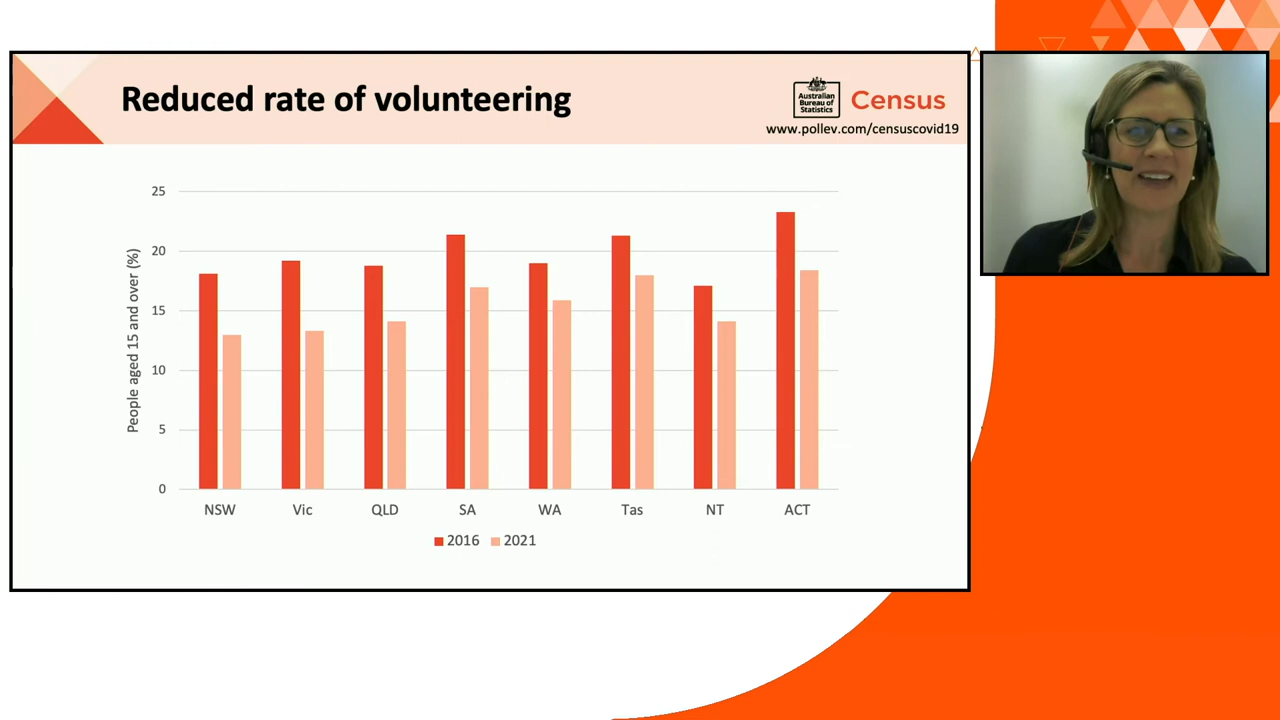 Reduced rate of volunteering
Australian
Bureau of
Statistics
Census
www.pollev.com/censuscovid19
People aged 15 and over (%)
25
20
15
10
5
0
NSW Vic QLD SA WA Tas NT ACT
2016 2021